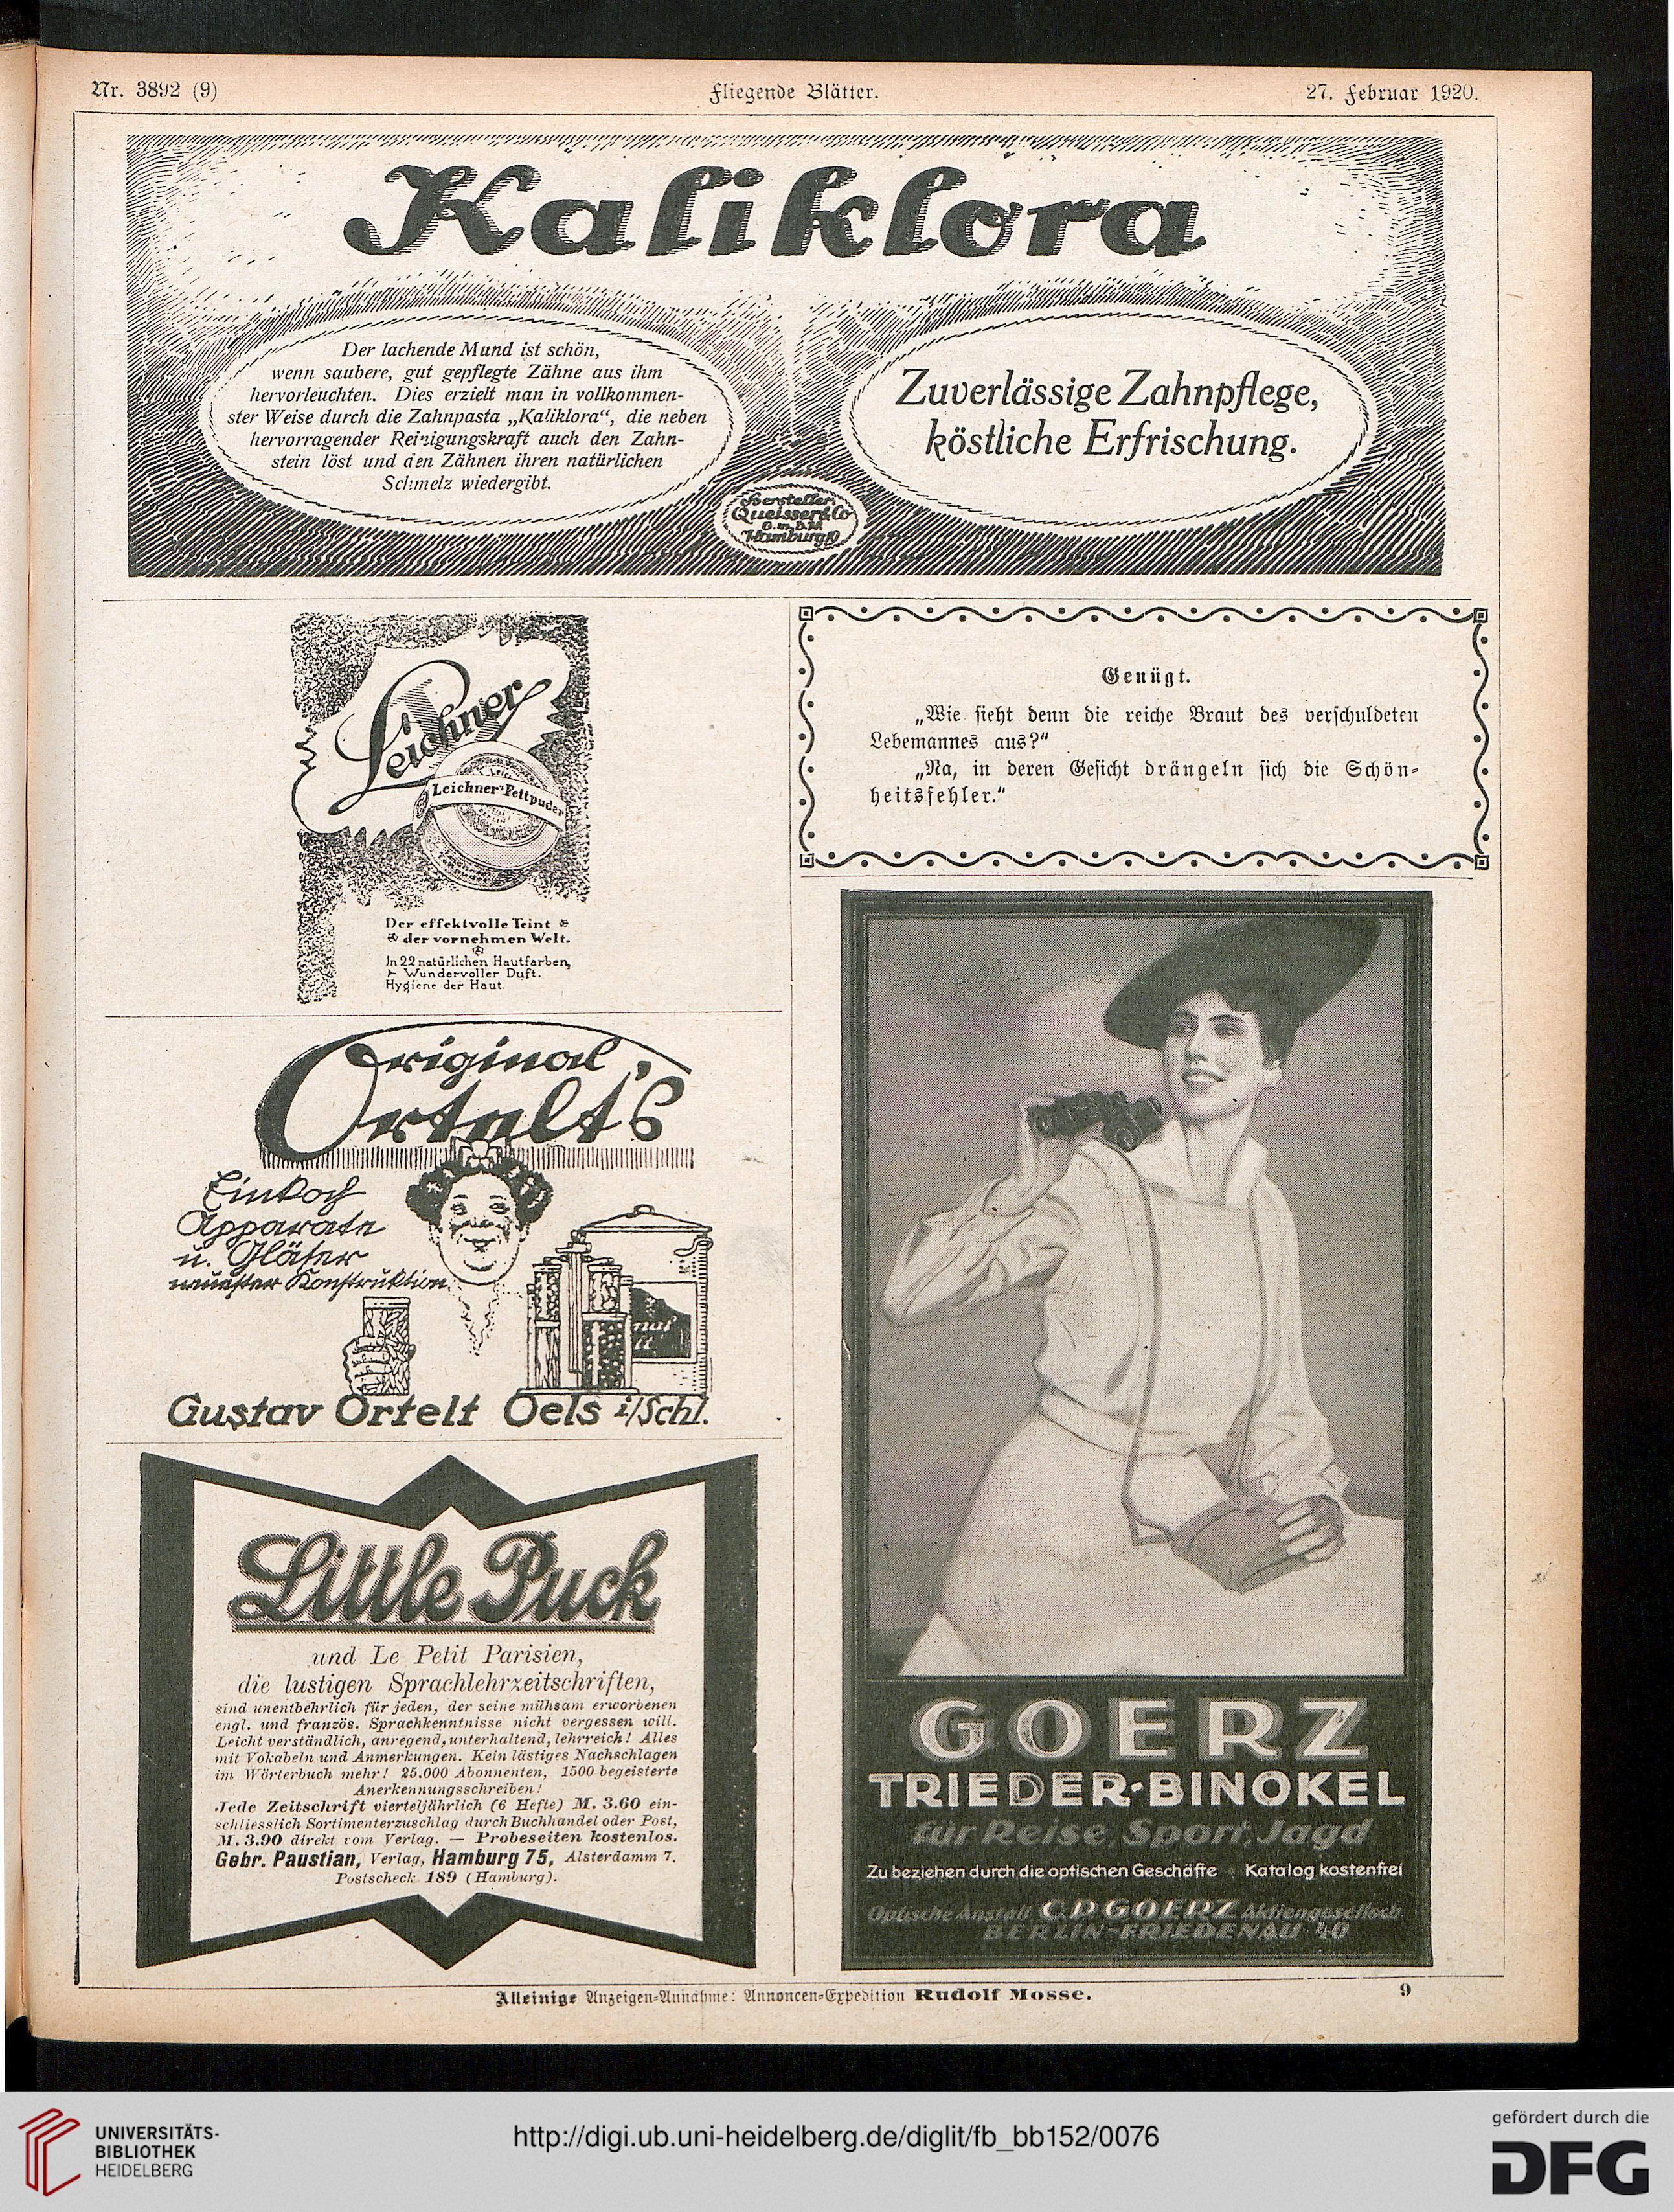 Nr. 3892 (9)
Fliegende Blätter.
27. Februar 1920.
Kaliklora
Der lachende Mund ist schön,
wenn saubere, gut gepflegte Zähne aus ihm
hervorleuchten. Dies erzielt man in vollkommen-
ster Weise durch die Zahnpasta „Kaliklora“, die neben
hervorragender Reinigungskraft auch den Zahn-
stein löst und den Zähnen ihren natürlichen
Schmelz wiedergibt.
Zuverlässige Zahnpflege,
köstliche Erfrischung.
Hersteller:
Queisser & Co
G.m.b.H.
Hamburg 19
Leichner
Leichner's Fettpuder
Der effektvolle Teint
der vornehmen Welt.
In 22 natürlichen Hautfarben,
Wundervoller Duft.
Hygiene der Haut.
Genügt.
„Wie sieht denn die reiche Braut des verschuldeten
Lebemannes aus?“
„Na, in deren Gesicht drängeln sich die Schön-
heitsfehler.“
Original
Ortelt's
Einkoch
Apparate
u. Gläser
neuester Konstruktion
Gustav Ortelt Oels i/Schl.
Little Puck
und Le Petit Parisien,
die lustigen Sprachlehrzeitschriften,
sind unentbehrlich für jeden, der seine mühsam erworbenen
engl. und französ. Sprachkenntnisse nicht vergessen will.
Leicht verständlich, anregend, unterhaltend, lehrreich! Alles
mit Vokabeln und Anmerkungen. Kein lästiges Nachschlagen
im Wörterbuch mehr! 25.000 Abonnenten, 1500 begeisterte
Anerkennungsschreiben!
Jede Zeitschrift vierteljährlich (6 Hefte) M. 3.60 ein-
schliesslich Sortimenterzuschlag durch Buchhandel oder Post,
M. 3.90 direkt vom Verlag. — Probeseiten kostenlos.
Gebr. Paustian, Verlag, Hamburg 75, Alsterdamm 7.
Postscheck 189 (Hamburg).
GOERZ
TRIEDER-BINOKEL
für Reise, Sport, Jagd
Zu beziehen durch die optischen Geschäfte Katalog kostenfrei
Optische Anstalt C.P. GOERZ Aktiengesellsch.
BERLIN-FRIEDENAU 40
Alleinige Anzeigen-Annahme: Annoncen-Expedition Rudolf Mosse.
9
UNIVERSITÄTS-
BIBLIOTHEK
HEIDELBERG
http://digi.ub.uni-heidelberg.de/diglit/fb_bb152/0076
gefördert durch die
DFG